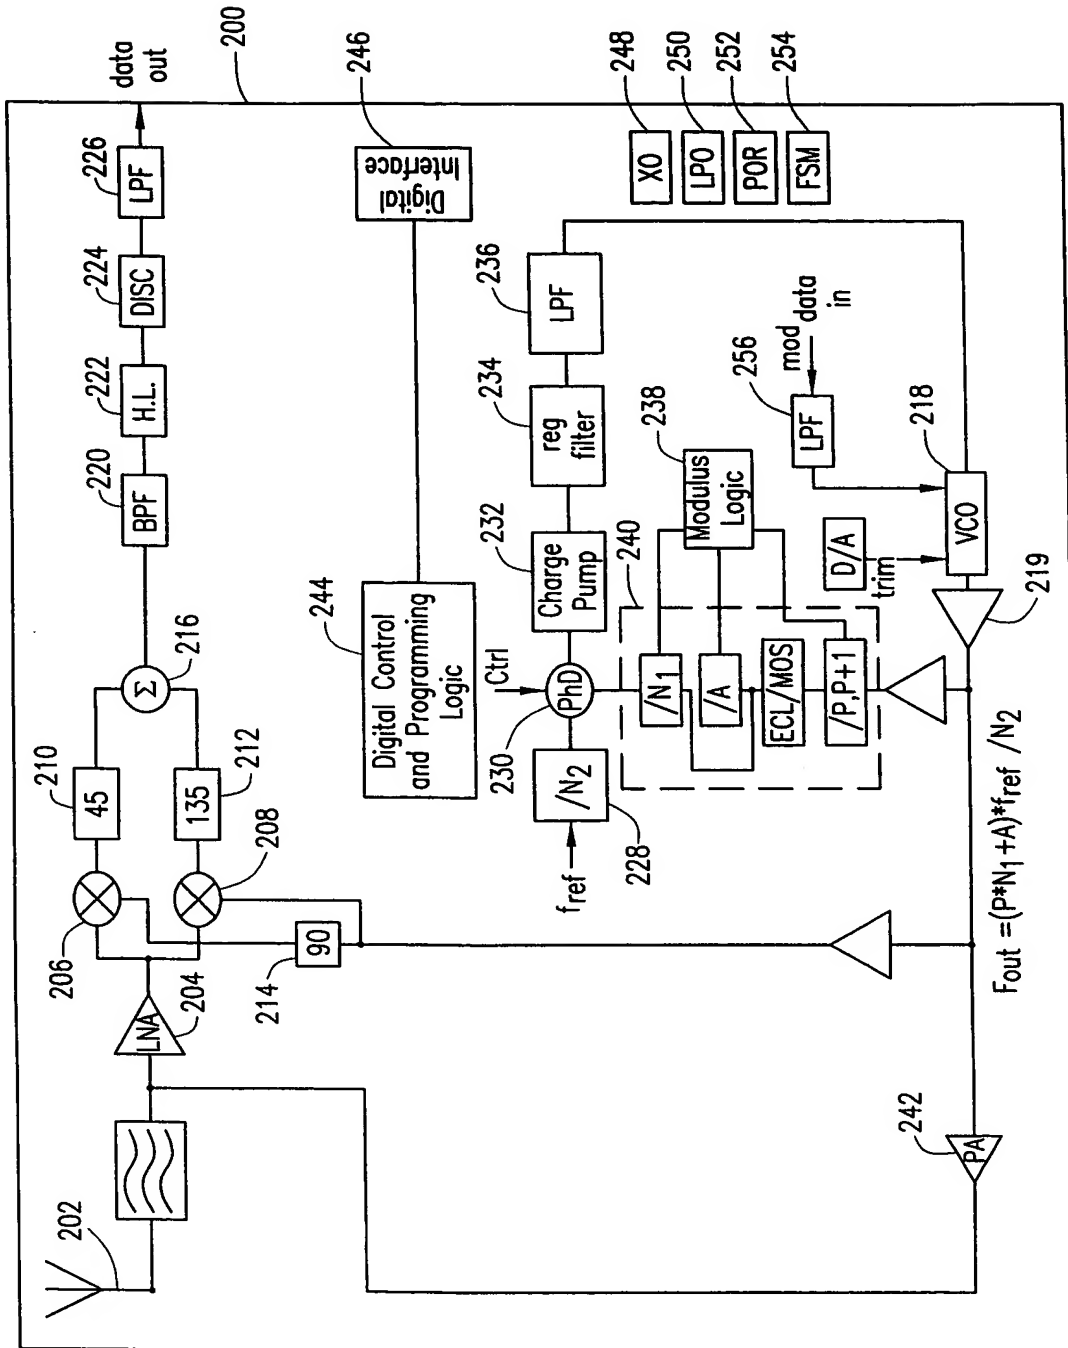 200
data
out
226
LPF
224
DISC
222
H.L.
220
BPF
216
Σ
210
45
212
135
206
208
214
90
204
LNA
202
246
Digital
Interface
244
Digital Control
and Programming
Logic
248
XO
250
LPO
252
POR
254
FSM
236
LPF
234
reg
filter
232
Charge
Pump
Ctrl
230
PhD
/N2
228
fref
240
/N1
/A
ECL/MOS
/P,P+1
238
Modulus
Logic
mod data
in
256
LPF
218
VCO
D/A
trim
219
242
PA
Fout =(P*N1+A)*fref /N2